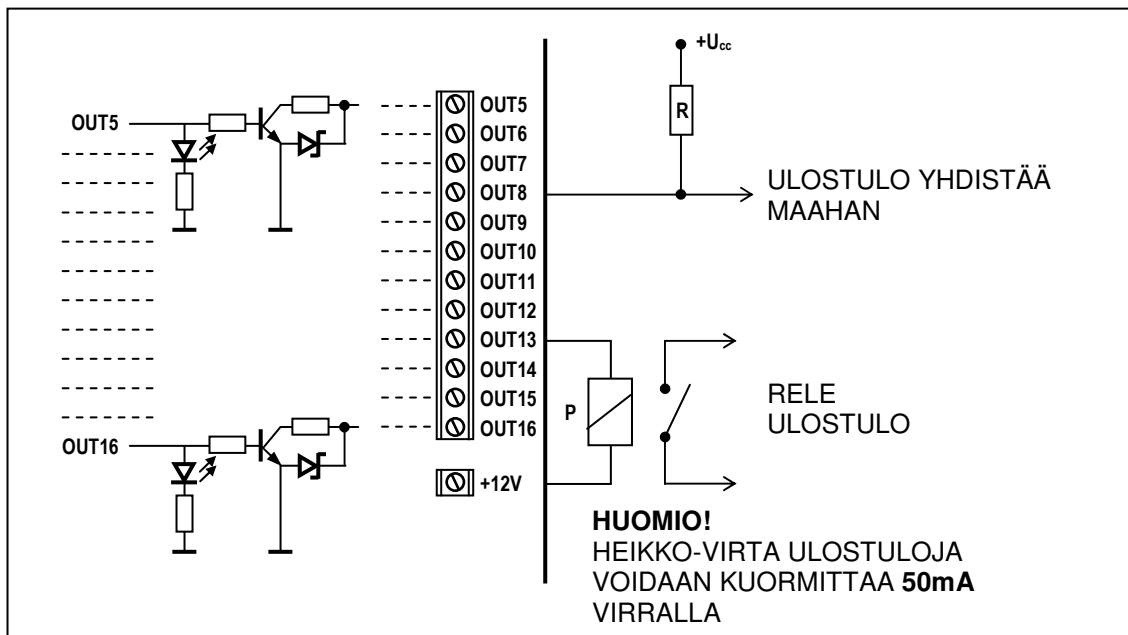 +Ucc
R
OUT5
OUT5
OUT6
OUT7
OUT8
OUT9
OUT10
OUT11
OUT12
OUT13
OUT14
OUT15
OUT16
+12V
OUT16
ULOSTULO YHDISTÄÄ
MAAHAN
P
RELE
ULOSTULO
HUOMIO!
HEIKKO-VIRTA ULOSTULOJA
VOIDAAN KUORMITTAA 50mA
VIRRALLA